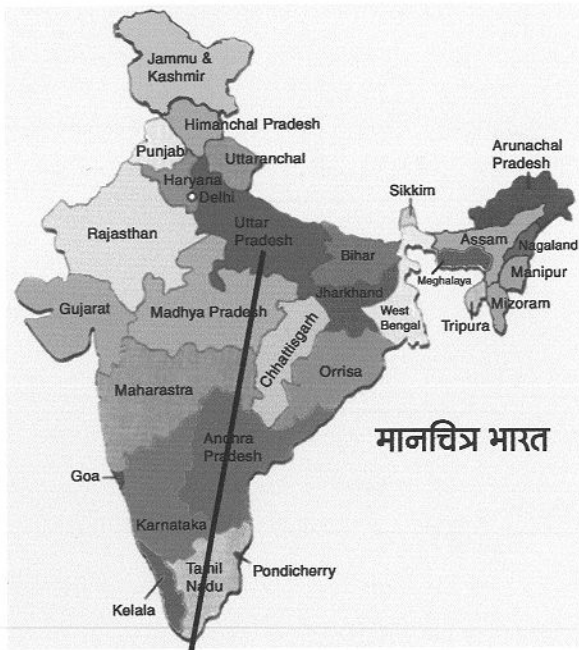 Jammu &
Kashmir
Himanchal Pradesh
Punjab
Uttaranchal
Haryana
Delhi
Arunachal
Pradesh
Sikkim
Rajasthan
Uttar
Pradesh
Assam
Nagaland
Bihar
Meghalaya
Manipur
Jharkhand
Gujarat
Madhya Pradesh
West
Bengal
Mizoram
Tripura
Chhattisgarh
Orrisa
Maharastra
मानचित्र भारत
Andhra
Pradesh
Goa
Karnataka
Tamil
Nadu
Pondicherry
Kelala